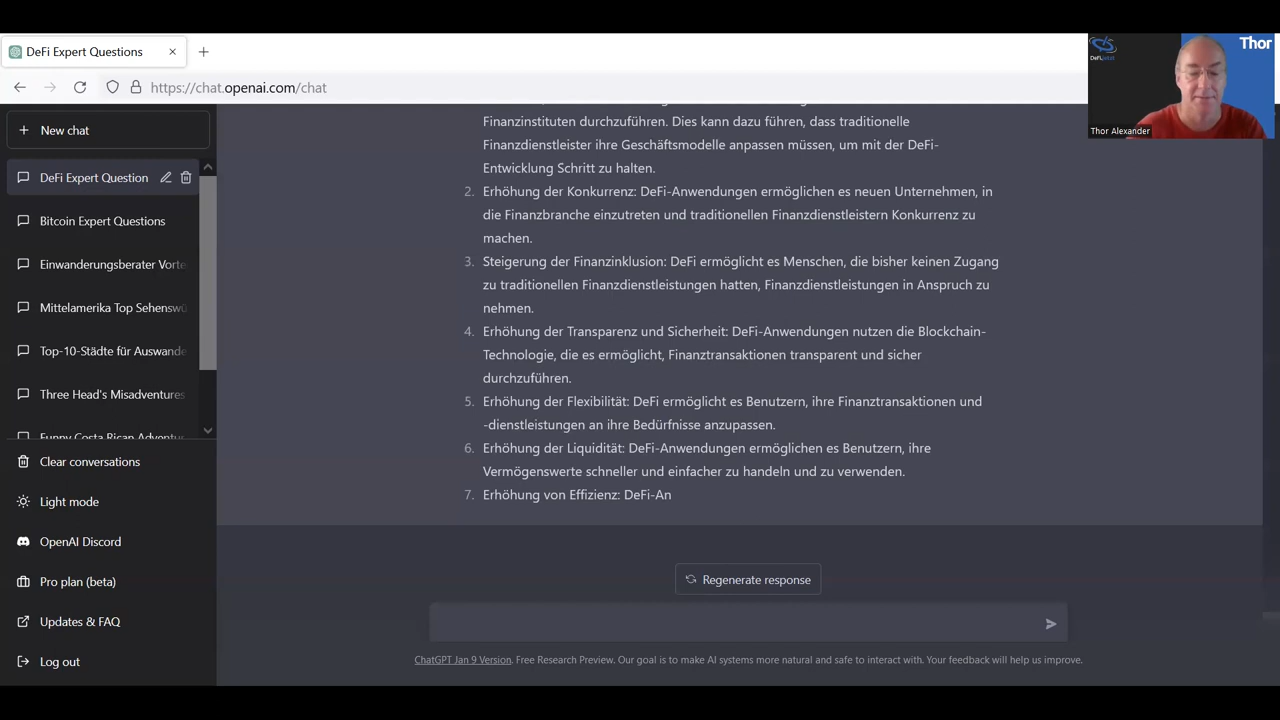 DeFi Expert Questions
https://chat.openai.com/chat
Thor
DeFi
Thor Alexander
New chat
DeFi Expert Question
Bitcoin Expert Questions
Einwanderungsberater Vorte
Mittelamerika Top Sehenswü
Top-10-Städte für Auswande
Three Head's Misadventures
Funny Costa Rican Adventu
Clear conversations
Light mode
OpenAI Discord
Pro plan (beta)
Updates & FAQ
Log out
Finanzinstituten durchzuführen. Dies kann dazu führen, dass traditionelle
Finanzdienstleister ihre Geschäftsmodelle anpassen müssen, um mit der DeFi-
Entwicklung Schritt zu halten.
2. Erhöhung der Konkurrenz: DeFi-Anwendungen ermöglichen es neuen Unternehmen, in
die Finanzbranche einzutreten und traditionellen Finanzdienstleistern Konkurrenz zu
machen.
3. Steigerung der Finanzinklusion: DeFi ermöglicht es Menschen, die bisher keinen Zugang
zu traditionellen Finanzdienstleistungen hatten, Finanzdienstleistungen in Anspruch zu
nehmen.
4. Erhöhung der Transparenz und Sicherheit: DeFi-Anwendungen nutzen die Blockchain-
Technologie, die es ermöglicht, Finanztransaktionen transparent und sicher
durchzuführen.
5. Erhöhung der Flexibilität: DeFi ermöglicht es Benutzern, ihre Finanztransaktionen und
-dienstleistungen an ihre Bedürfnisse anzupassen.
6. Erhöhung der Liquidität: DeFi-Anwendungen ermöglichen es Benutzern, ihre
Vermögenswerte schneller und einfacher zu handeln und zu verwenden.
7. Erhöhung von Effizienz: DeFi-An
Regenerate response
ChatGPT Jan 9 Version. Free Research Preview. Our goal is to make AI systems more natural and safe to interact with. Your feedback will help us improve.